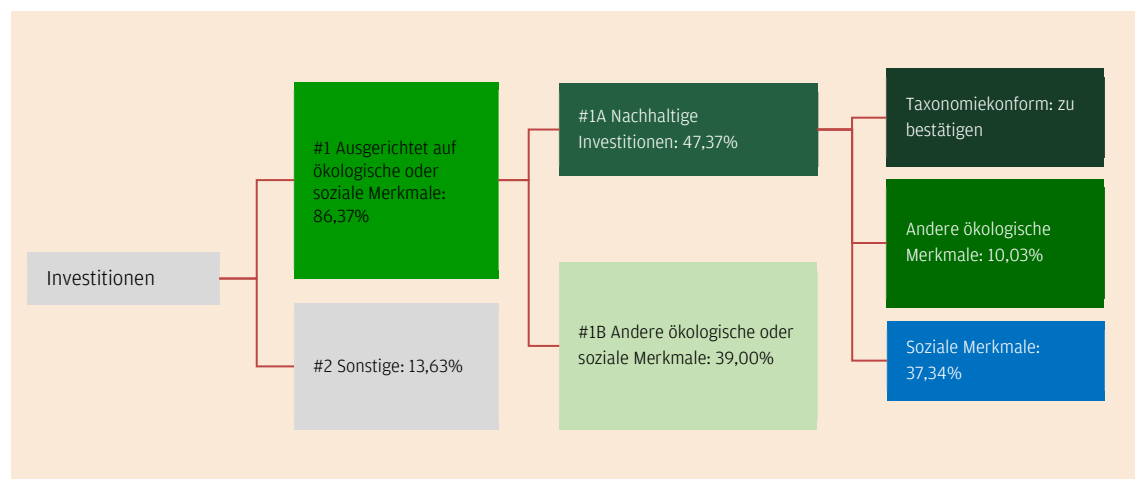 Investitionen
#1 Ausgerichtet auf
ökologische oder
soziale Merkmale:
86,37%
#2 Sonstige: 13,63%
#1A Nachhaltige
Investitionen: 47,37%
#1B Andere ökologische oder
soziale Merkmale: 39,00%
Taxonomiekonform: zu
bestätigen
Andere ökologische
Merkmale: 10,03%
Soziale Merkmale:
37,34%